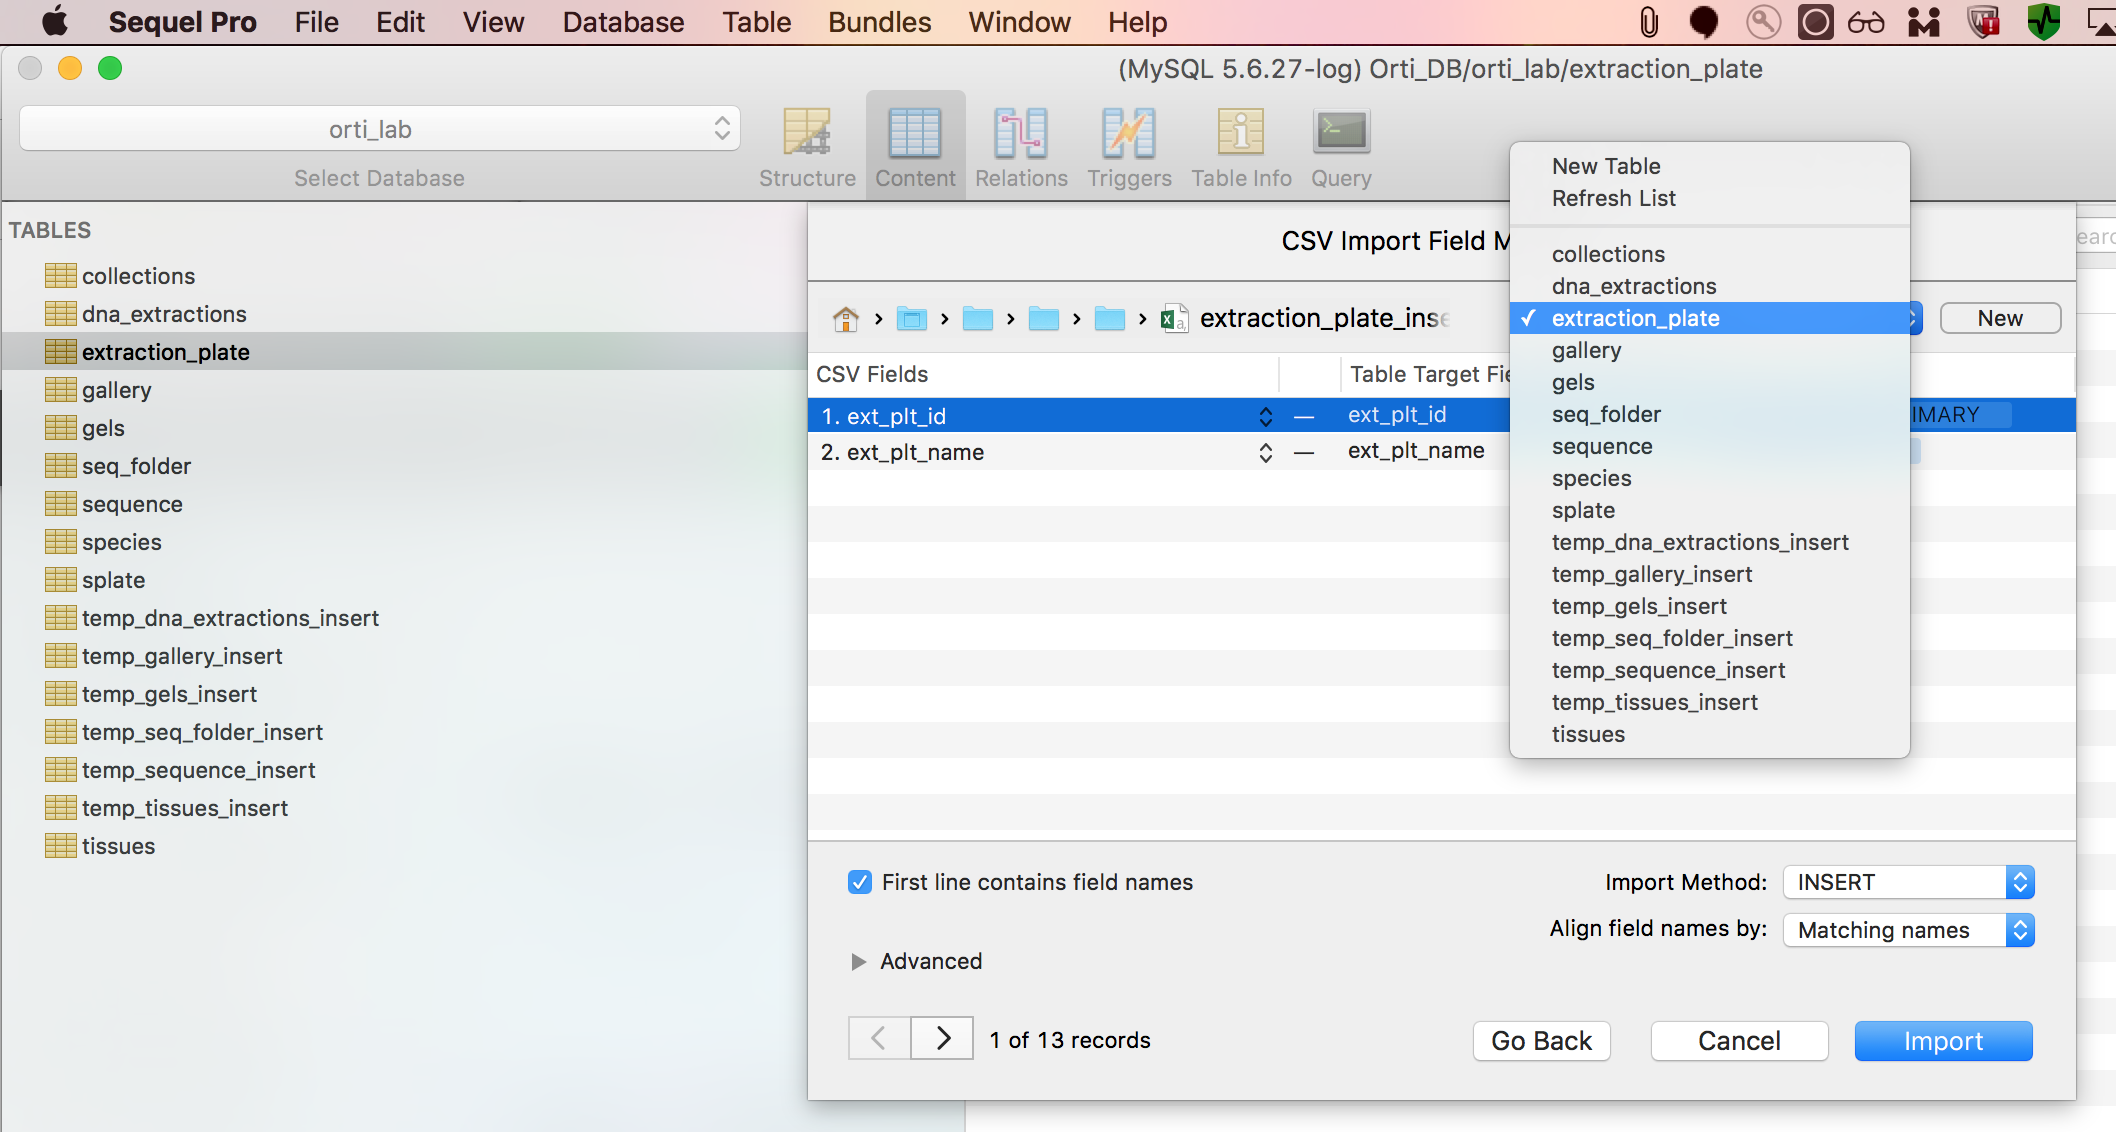 Sequel Pro File Edit View Database Table Bundles Window Help
(MySQL 5.6.27-log) Orti_DB/orti_lab/extraction_plate
orti_lab
Select Database
Structure Content Relations Triggers Table Info Query
TABLES
collections
dna_extractions
extraction_plate
gallery
gels
seq_folder
sequence
species
splate
temp_dna_extractions_insert
temp_gallery_insert
temp_gels_insert
temp_seq_folder_insert
temp_sequence_insert
temp_tissues_insert
tissues
CSV Import Field M
extraction_plate_inse
New
CSV Fields Table Target Fie
1. ext_plt_id — ext_plt_id IMARY
2. ext_plt_name — ext_plt_name
New Table
Refresh List
collections
dna_extractions
✓ extraction_plate
gallery
gels
seq_folder
sequence
species
splate
temp_dna_extractions_insert
temp_gallery_insert
temp_gels_insert
temp_seq_folder_insert
temp_sequence_insert
temp_tissues_insert
tissues
earc
First line contains field names
Import Method: INSERT
Align field names by: Matching names
Advanced
1 of 13 records
Go Back Cancel Import